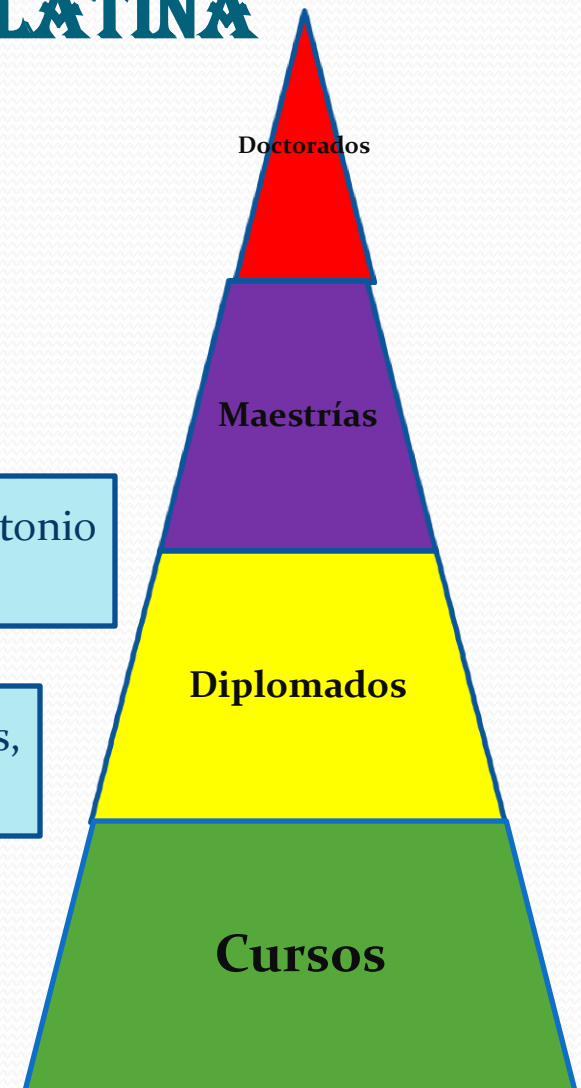 LATINA
Doctorados
Maestrías
tonio
Diplomados
s,
Cursos